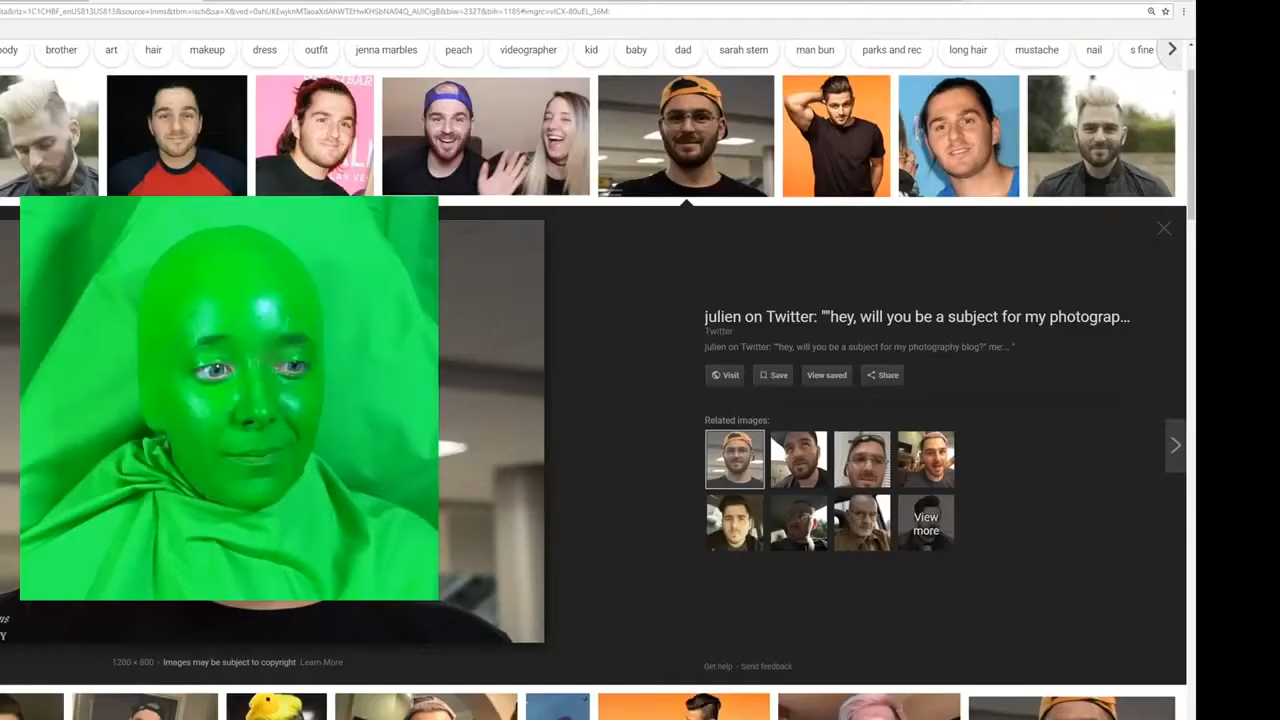 ody brother art hair makeup dress outfit jenna marbles peach videographer kid baby dad sarah stem man bun parks and rec long hair mustache nail s fine
julien on Twitter: ""hey, will you be a subject for my photograp...
Twitter
julien on Twitter: ""hey, will you be a subject for my photography blog?" me:... "
Visit Save View saved Share
Related images:
View
more
ns
Y
1200 × 800 · Images may be subject to copyright Learn More
Get help · Send feedback